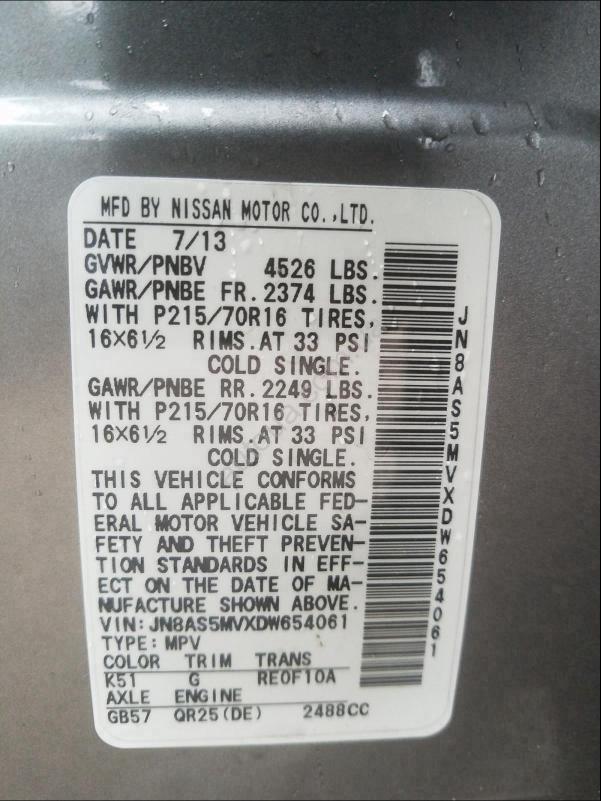 MFD BY NISSAN MOTOR CO.,LTD.
DATE 7/13
GVWR/PNBV 4526 LBS.
GAWR/PNBE FR. 2374 LBS.
WITH P215/70R16 TIRES,
16X6½ RIMS.AT 33 PSI
COLD SINGLE.
GAWR/PNBE RR. 2249 LBS.
WITH P215/70R16 TIRES,
16X6½ RIMS.AT 33 PSI
COLD SINGLE.
THIS VEHICLE CONFORMS
TO ALL APPLICABLE FED-
ERAL MOTOR VEHICLE SA-
FETY AND THEFT PREVEN-
TION STANDARDS IN EFF-
ECT ON THE DATE OF MA-
NUFACTURE SHOWN ABOVE.
VIN: JN8AS5MVXDW654061
TYPE: MPV
COLOR TRIM TRANS
K51 G RE0F10A
AXLE ENGINE
GB57 QR25(DE) 2488CC
JN8AS5MVXDW654061